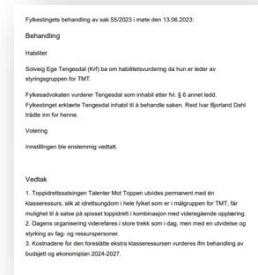 Fylkestingets behandling av sak 55/2023 i møte den 13.06.2023:
Behandling
Habilitet
Solveig Ege Tengesdal (Krf) ba om habilitetsvurdering da hun er leder av
styringsgruppen for TMT.
Fylkesadvokaten vurderer Tengesdal som inhabil etter fvl. § 6 annet ledd.
Fylkestinget erklærte Tengesdal inhabil til å behandle saken. Reid Ivar Bjorland Dahl
trådte inn for henne.
Votering
Innstillingen ble enstemmig vedtatt.
Vedtak
1. Toppidrettssatsingen Talenter Mot Toppen utvides permanent med én
klasseressurs, slik at idrettsungdom i hele fylket som er i målgruppen for TMT, får
mulighet til å satse på spisset toppidrett i kombinasjon med videregående opplæring.
2. Dagens organisering videreføres i store trekk som i dag, men med en utvidelse og
styrking av fag- og ressurspersoner.
3. Kostnadene for den foreslåtte ekstra klasseressursen vurderes ifm behandling av
budsjett og økonomiplan 2024-2027.